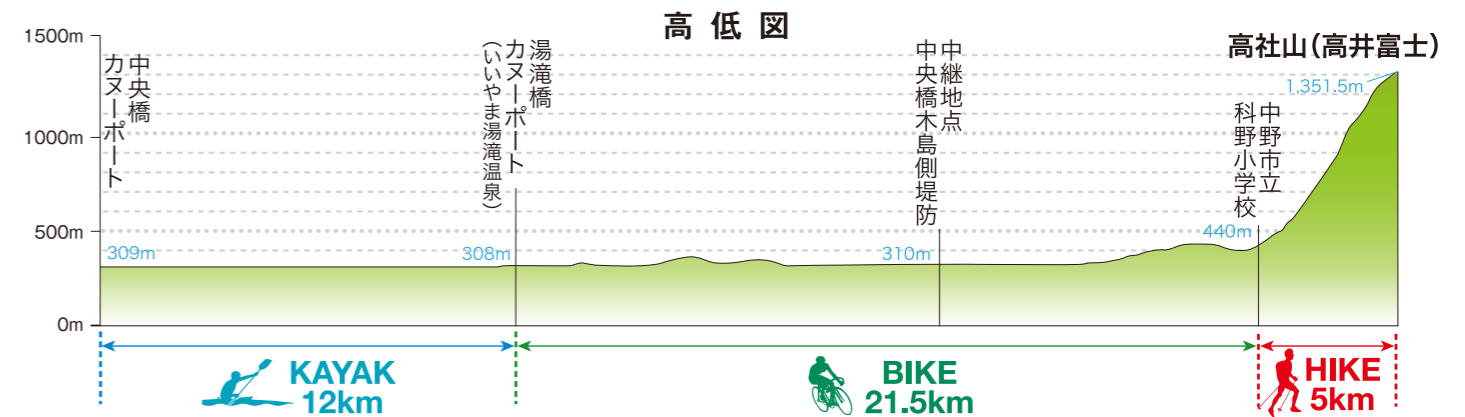 高低図
1500m
1000m
500m
0m
中央橋
カヌーポート
309m
湯滝橋
カヌーポート
(いいやま湯滝温泉)
308m
中継地点
中央橋木島側堤防
310m
中野市立
科野小学校
440m
高社山(高井富士)
1.351.5m
KAYAK
12km
BIKE
21.5km
HIKE
5km